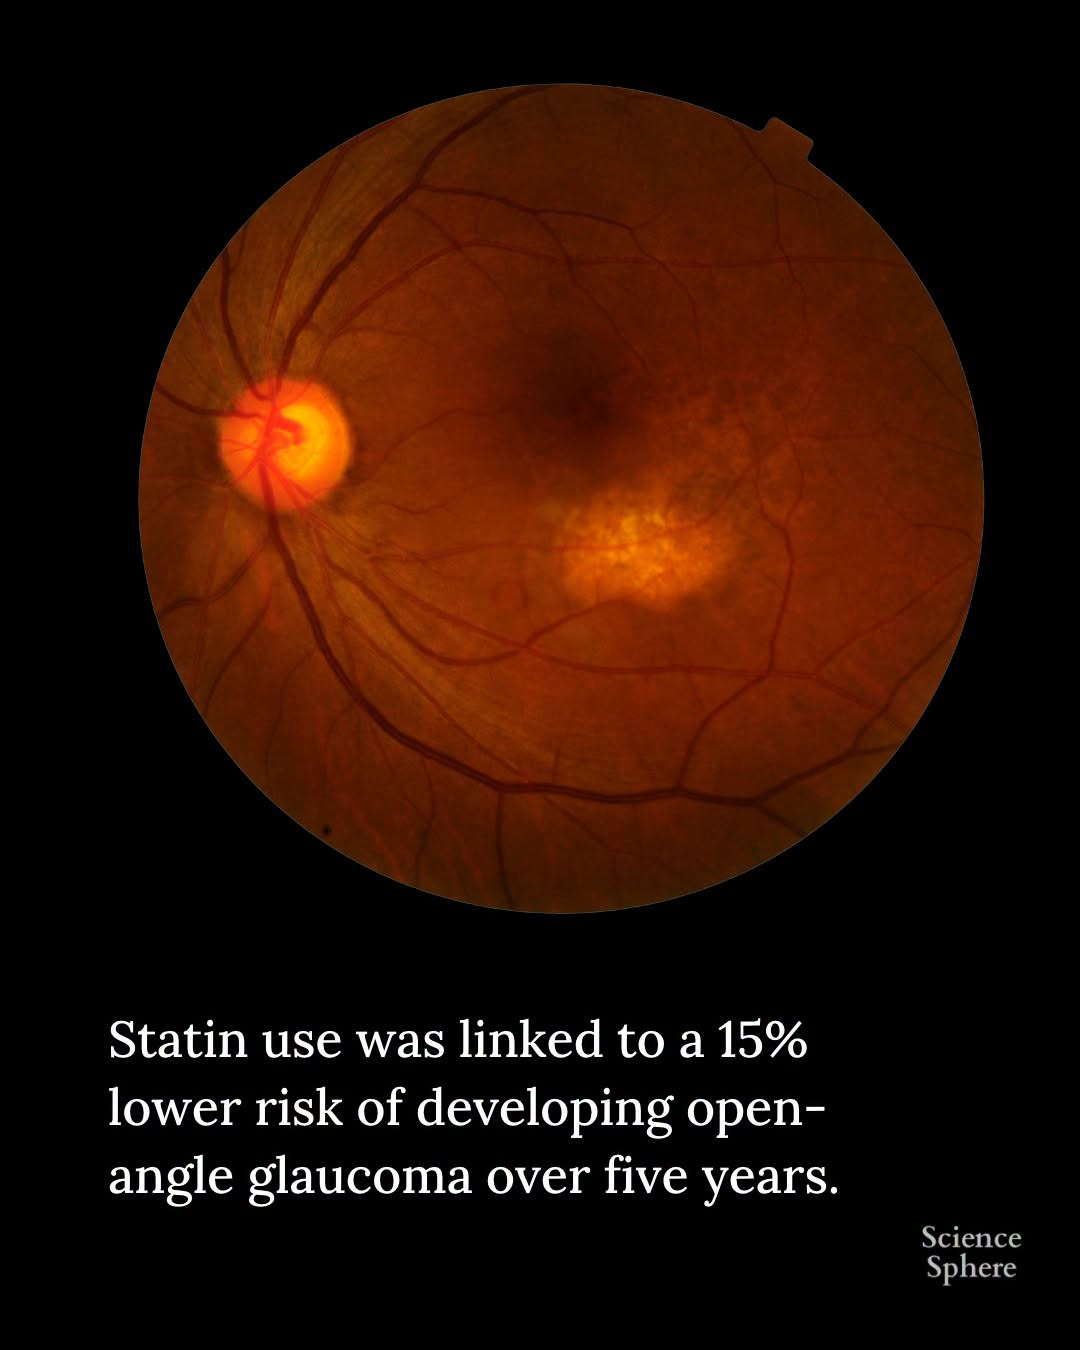 Statin use was linked to a 15%
lower risk of developing open-
angle glaucoma over five years.
Science
Sphere